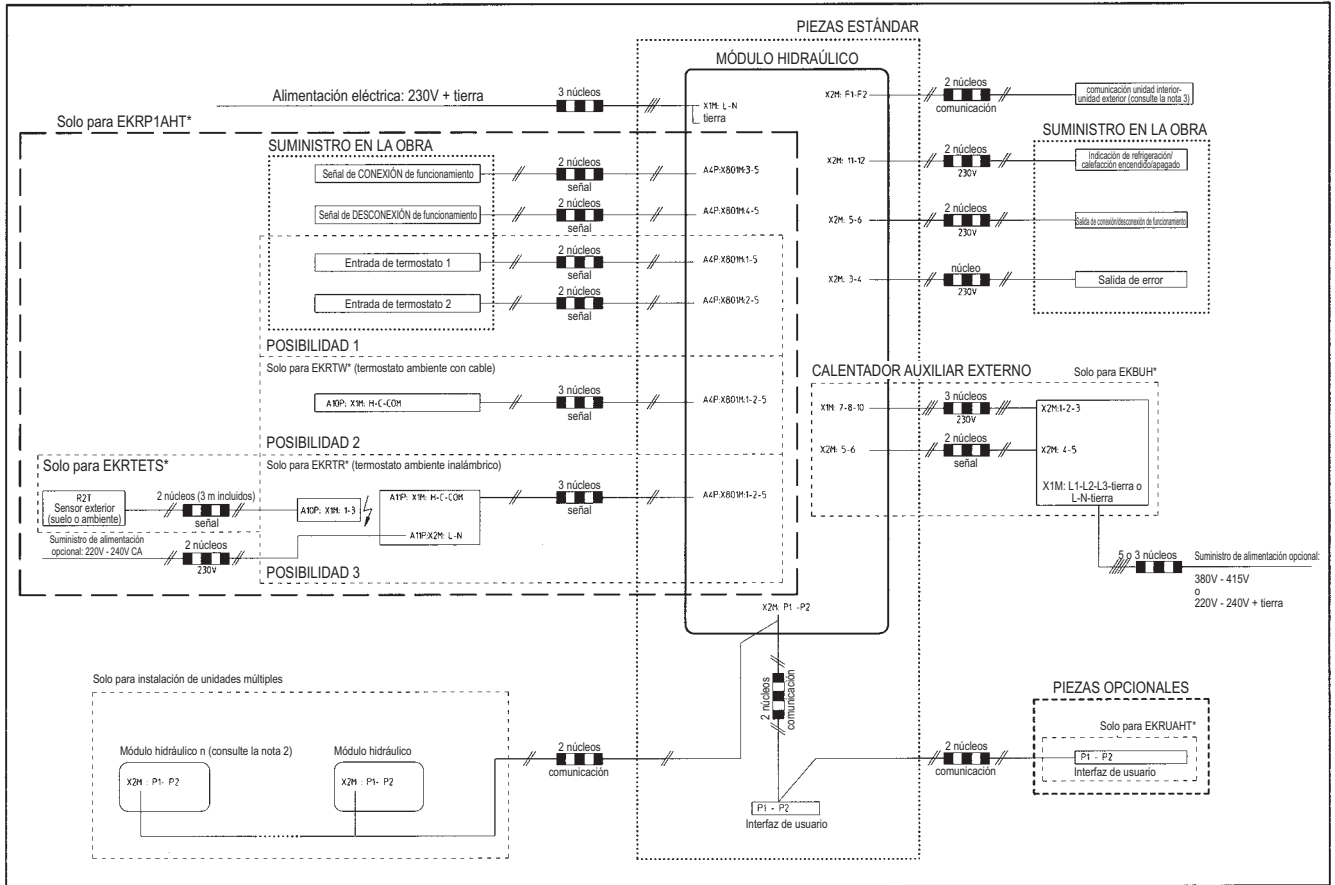 PIEZAS ESTÁNDAR
MÓDULO HIDRAÚLICO
Alimentación eléctrica: 230V + tierra
3 núcleos
X1M: L-N
tierra
X2M: F1-F2
2 núcleos
comunicación
comunicación unidad interior-
unidad exterior (consulte la nota 3)
Solo para EKRP1AHT*
SUMINISTRO EN LA OBRA
Señal de CONEXIÓN de funcionamiento
2 núcleos
señal
A4P:X801M:3-5
Señal de DESCONEXIÓN de funcionamiento
2 núcleos
señal
A4P:X801M:4-5
Entrada de termostato 1
2 núcleos
señal
A4P:X801M:1-5
Entrada de termostato 2
2 núcleos
señal
A4P:X801M:2-5
POSIBILIDAD 1
SUMINISTRO EN LA OBRA
X2M: 11-12
2 núcleos
230V
Indicación de refrigeración/
calefacción encendido/apagado
X2M: 5-6
2 núcleos
230V
Salida de conexión/desconexión de funcionamiento
X2M: 3-4
núcleo
230V
Salida de error
Solo para EKRTW* (termostato ambiente con cable)
A10P: X1M: H-C-COM
3 núcleos
señal
A4P:X801M:1-2-5
POSIBILIDAD 2
CALENTADOR AUXILIAR EXTERNO
Solo para EKBUH*
X1M: 7-8-10
3 núcleos
230V
X2M:1-2-3
X2M: 5-6
2 núcleos
señal
X2M: 4-5
X1M: L1-L2-L3-tierra o
L-N-tierra
5 o 3 núcleos
Suministro de alimentación opcional:
380V - 415V
o
220V - 240V + tierra
Solo para EKRTETS*
Solo para EKRTR* (termostato ambiente inalámbrico)
R2T
Sensor exterior
(suelo o ambiente)
2 núcleos (3 m incluidos)
señal
A10P: X1M: 1-3
A11P: X1M: H-C-COM
A11P:X2M: L-N
3 núcleos
señal
A4P:X801M:1-2-5
Suministro de alimentación
opcional: 220V - 240V CA
2 núcleos
230V
POSIBILIDAD 3
X2M: P1 -P2
2 núcleos
comunicación
Solo para instalación de unidades múltiples
Módulo hidráulico n (consulte la nota 2)
X2M : P1- P2
Módulo hidráulico
X2M : P1- P2
2 núcleos
comunicación
P1 - P2
Interfaz de usuario
2 núcleos
comunicación
PIEZAS OPCIONALES
Solo para EKRUAHT*
P1 - P2
Interfaz de usuario